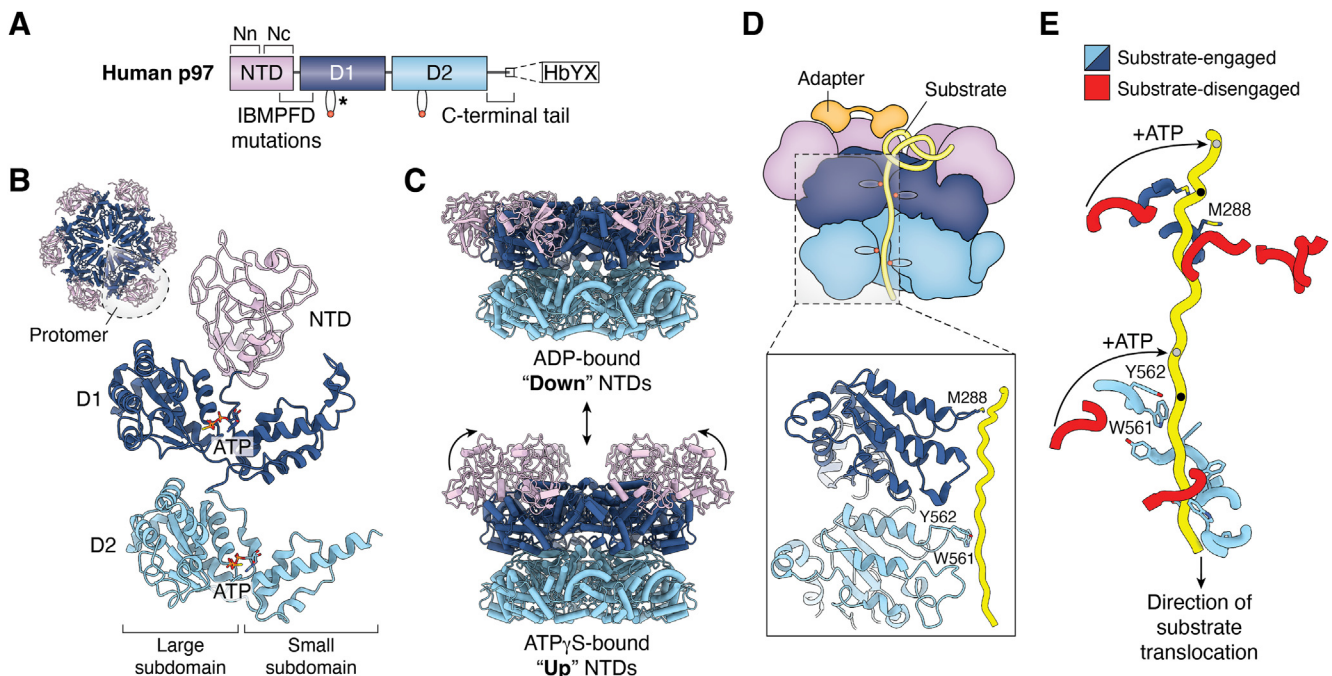 A
Nn
Nc
Human p97
NTD
D1
D2
HbYX
*
IBMPFD
mutations
C-terminal tail
B
Protomer
NTD
D1
ATP
D2
ATP
Large
subdomain
Small
subdomain
C
ADP-bound
“Down” NTDs
ATPγS-bound
“Up” NTDs
D
Adapter
Substrate
M288
Y562
W561
E
Substrate-engaged
Substrate-disengaged
+ATP
M288
+ATP
Y562
W561
Direction of
substrate
translocation